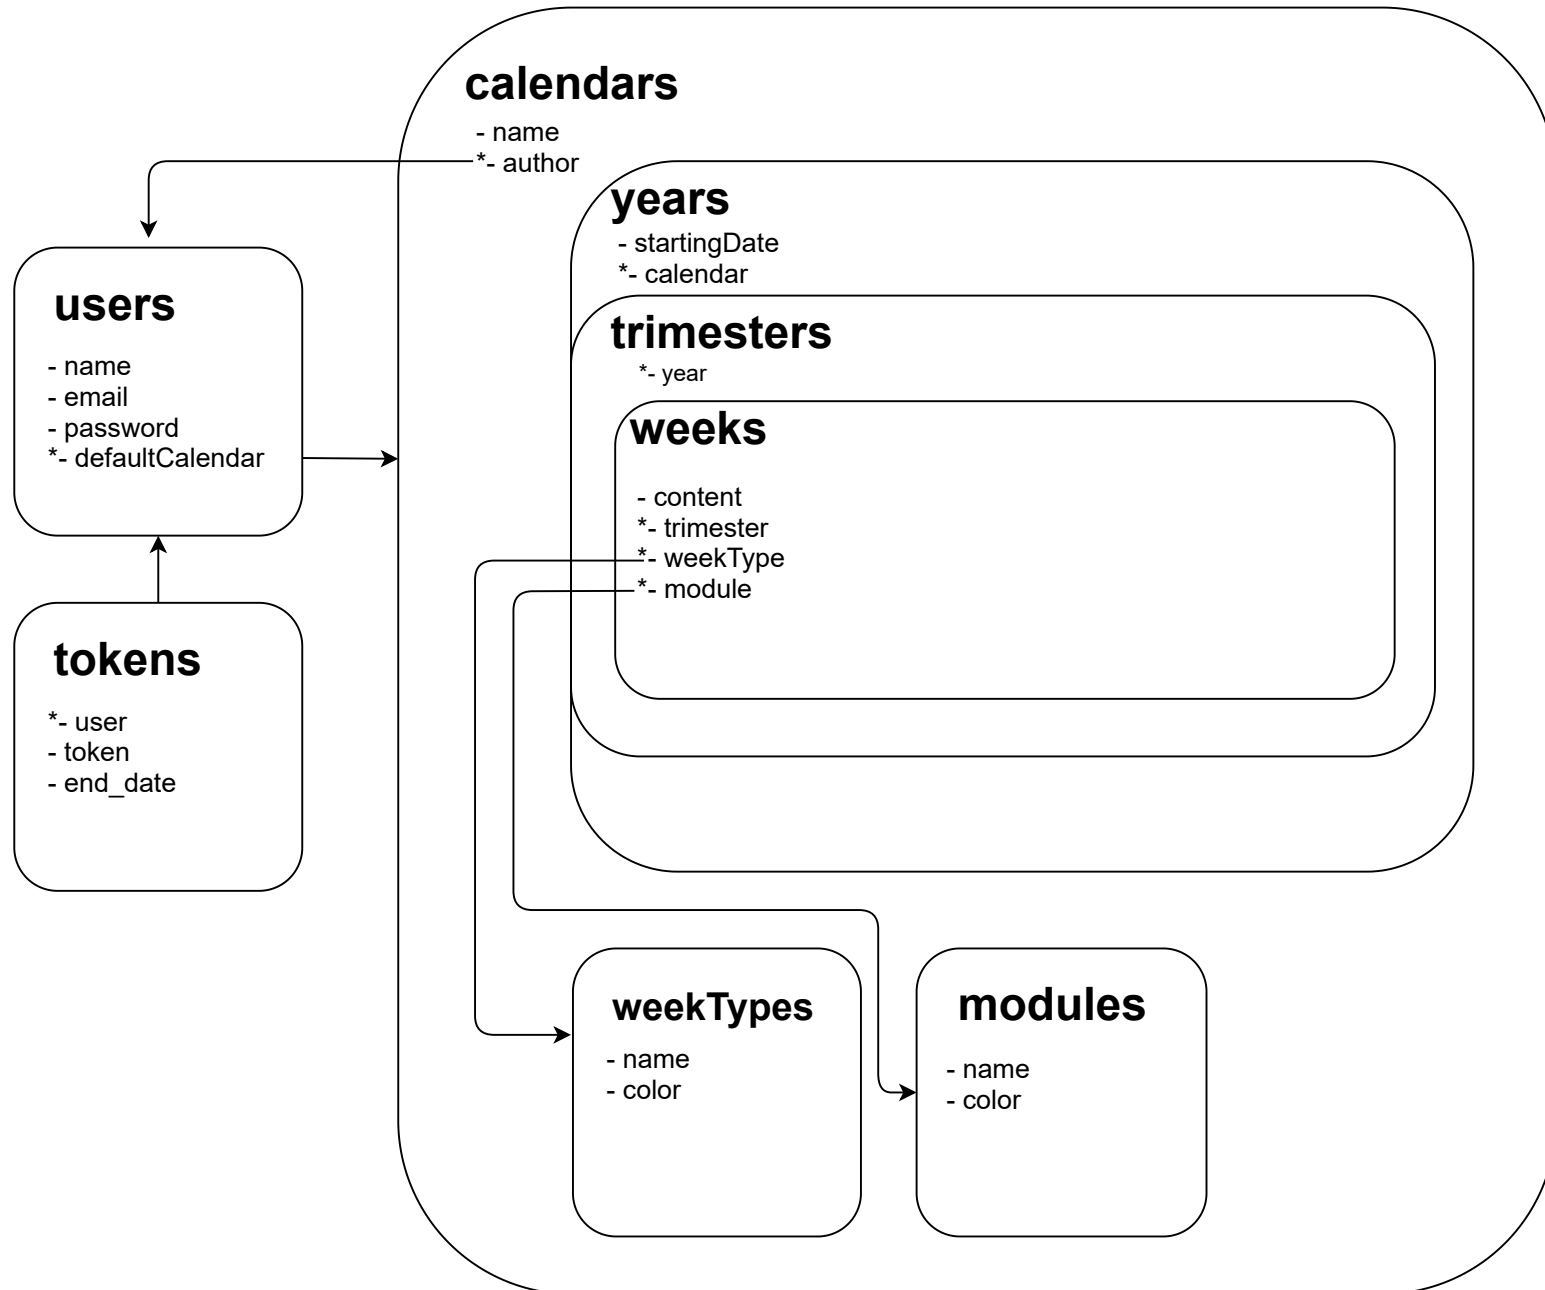 calendars
- name
*- author
years
- startingDate
*- calendar
users
- name
- email
- password
*- defaultCalendar
trimesters
*- year
weeks
- content
*- trimester
*- weekType
*- module
tokens
*- user
- token
- end_date
weekTypes
- name
- color
modules
- name
- color